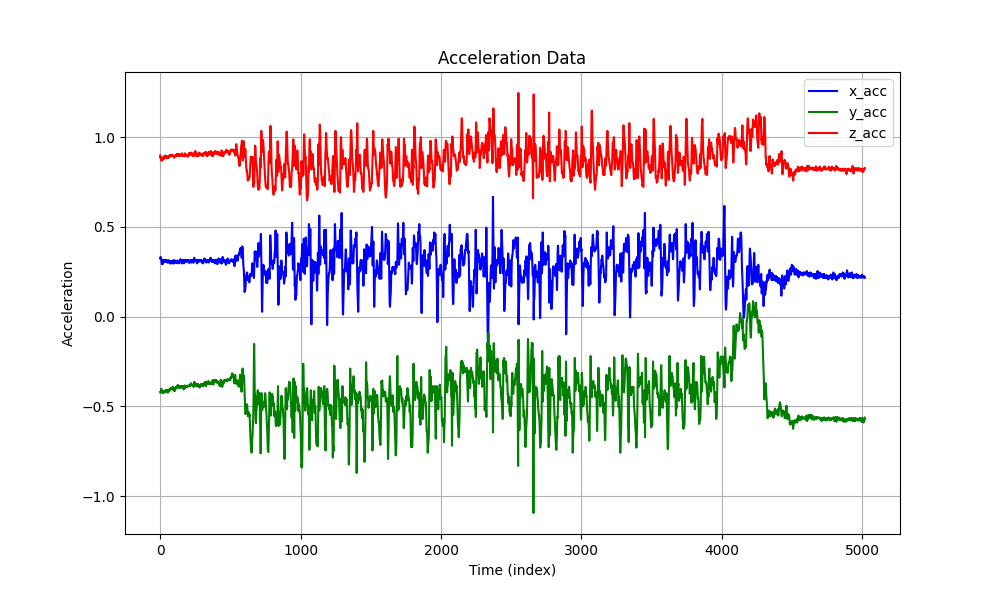 Acceleration Data
x_acc
y_acc
z_acc
Acceleration
1.0
0.5
0.0
−0.5
−1.0
0 1000 2000 3000 4000 5000
Time (index)